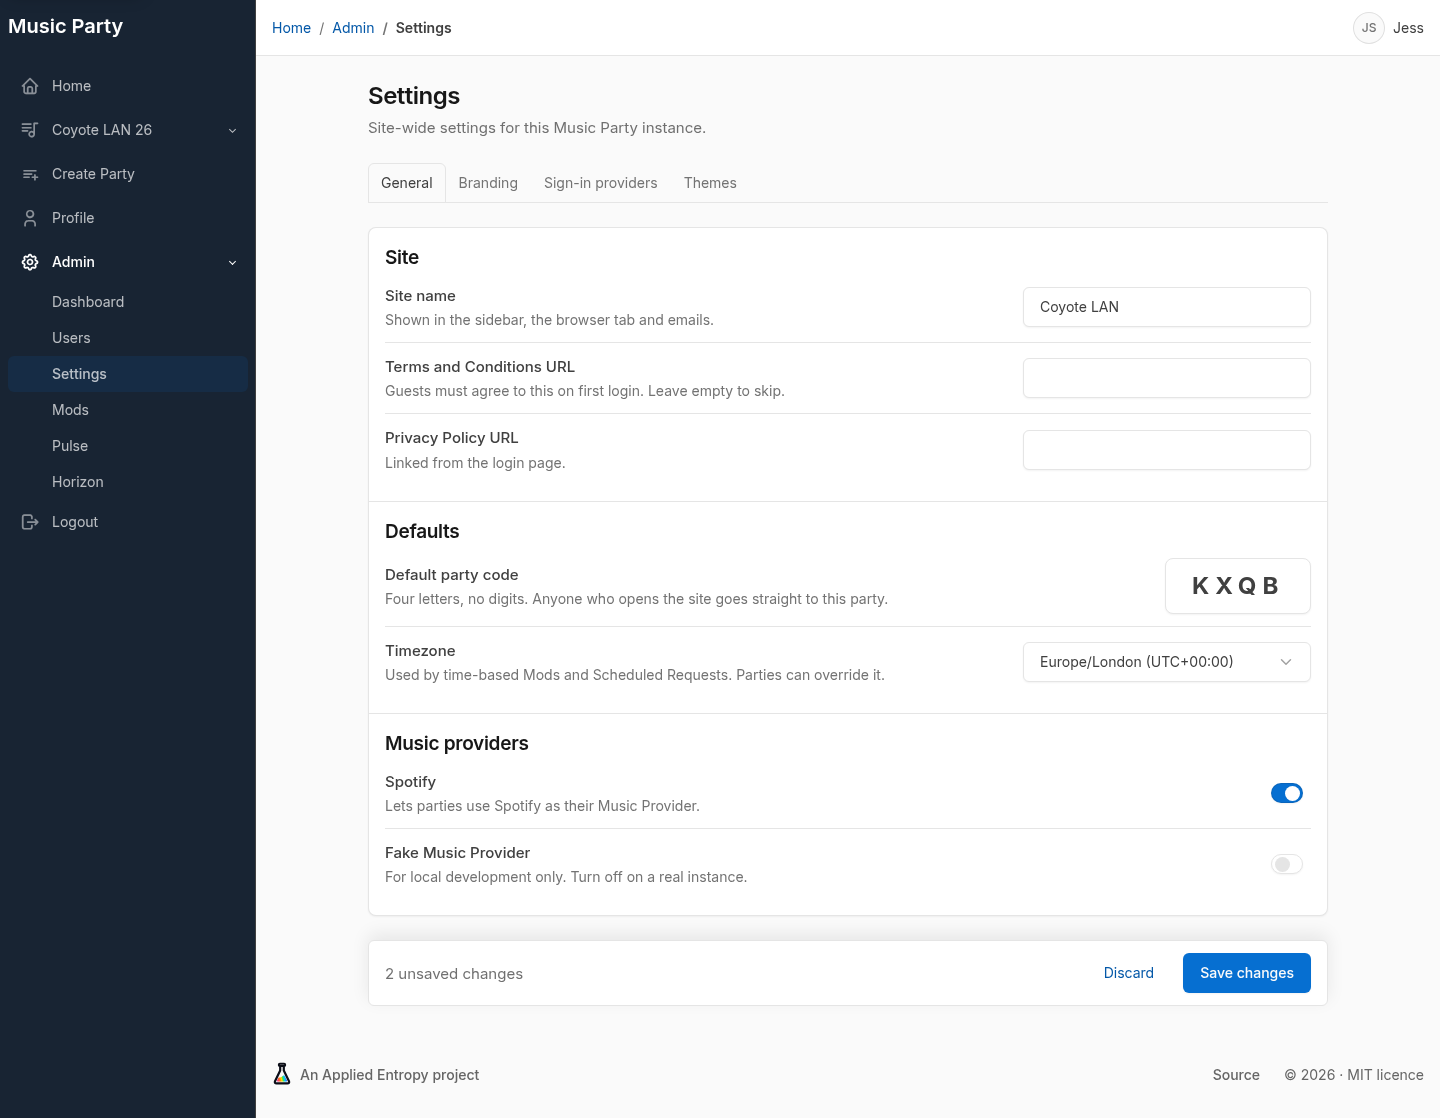 Music Party
Home
Coyote LAN 26
Create Party
Profile
Admin
Dashboard
Users
Settings
Mods
Pulse
Horizon
Logout
Home / Admin / Settings
JS Jess
Settings
Site-wide settings for this Music Party instance.
General Branding Sign-in providers Themes
Site
Site name
Shown in the sidebar, the browser tab and emails.
Coyote LAN
Terms and Conditions URL
Guests must agree to this on first login. Leave empty to skip.
Privacy Policy URL
Linked from the login page.
Defaults
Default party code
Four letters, no digits. Anyone who opens the site goes straight to this party.
KXQB
Timezone
Used by time-based Mods and Scheduled Requests. Parties can override it.
Europe/London (UTC+00:00)
Music providers
Spotify
Lets parties use Spotify as their Music Provider.
Fake Music Provider
For local development only. Turn off on a real instance.
2 unsaved changes
Discard
Save changes
An Applied Entropy project
Source © 2026 · MIT licence